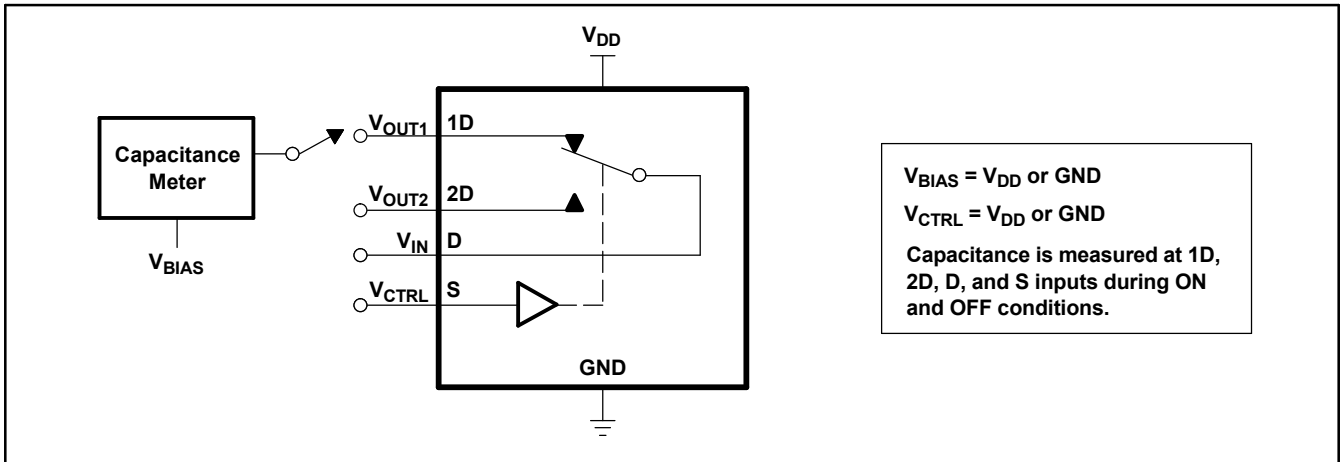 VDD
VOUT1 1D
Capacitance
Meter
VOUT2 2D
VIN D
VBIAS
VCTRL S
GND
VBIAS = VDD or GND
VCTRL = VDD or GND
Capacitance is measured at 1D,
2D, D, and S inputs during ON
and OFF conditions.